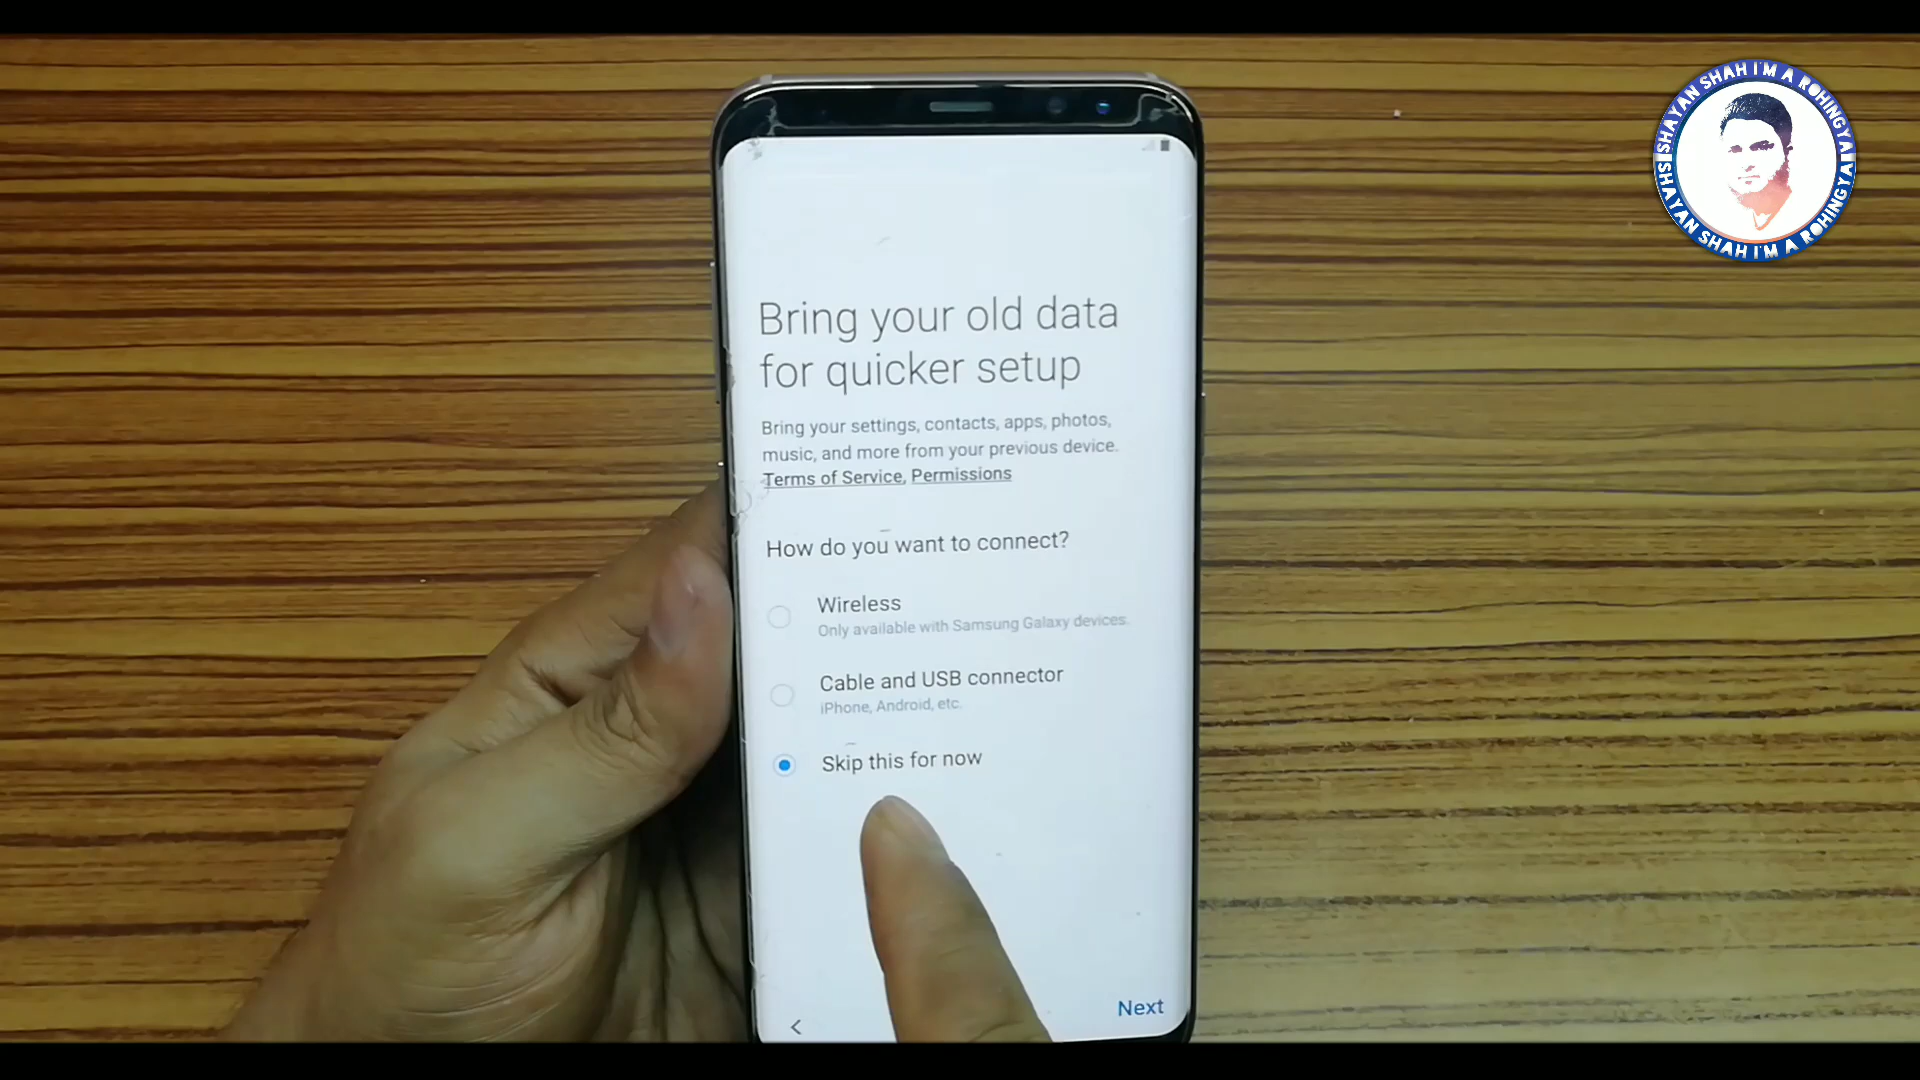 SHAYAN SHAH I'M A ROHINGYA
SHAYAN SHAH I'M A ROHINGYA
Bring your old data
for quicker setup
Bring your settings, contacts, apps, photos,
music, and more from your previous device.
Terms of Service, Permissions
How do you want to connect?
Wireless
Only available with Samsung Galaxy devices.
Cable and USB connector
iPhone, Android, etc.
Skip this for now
Next